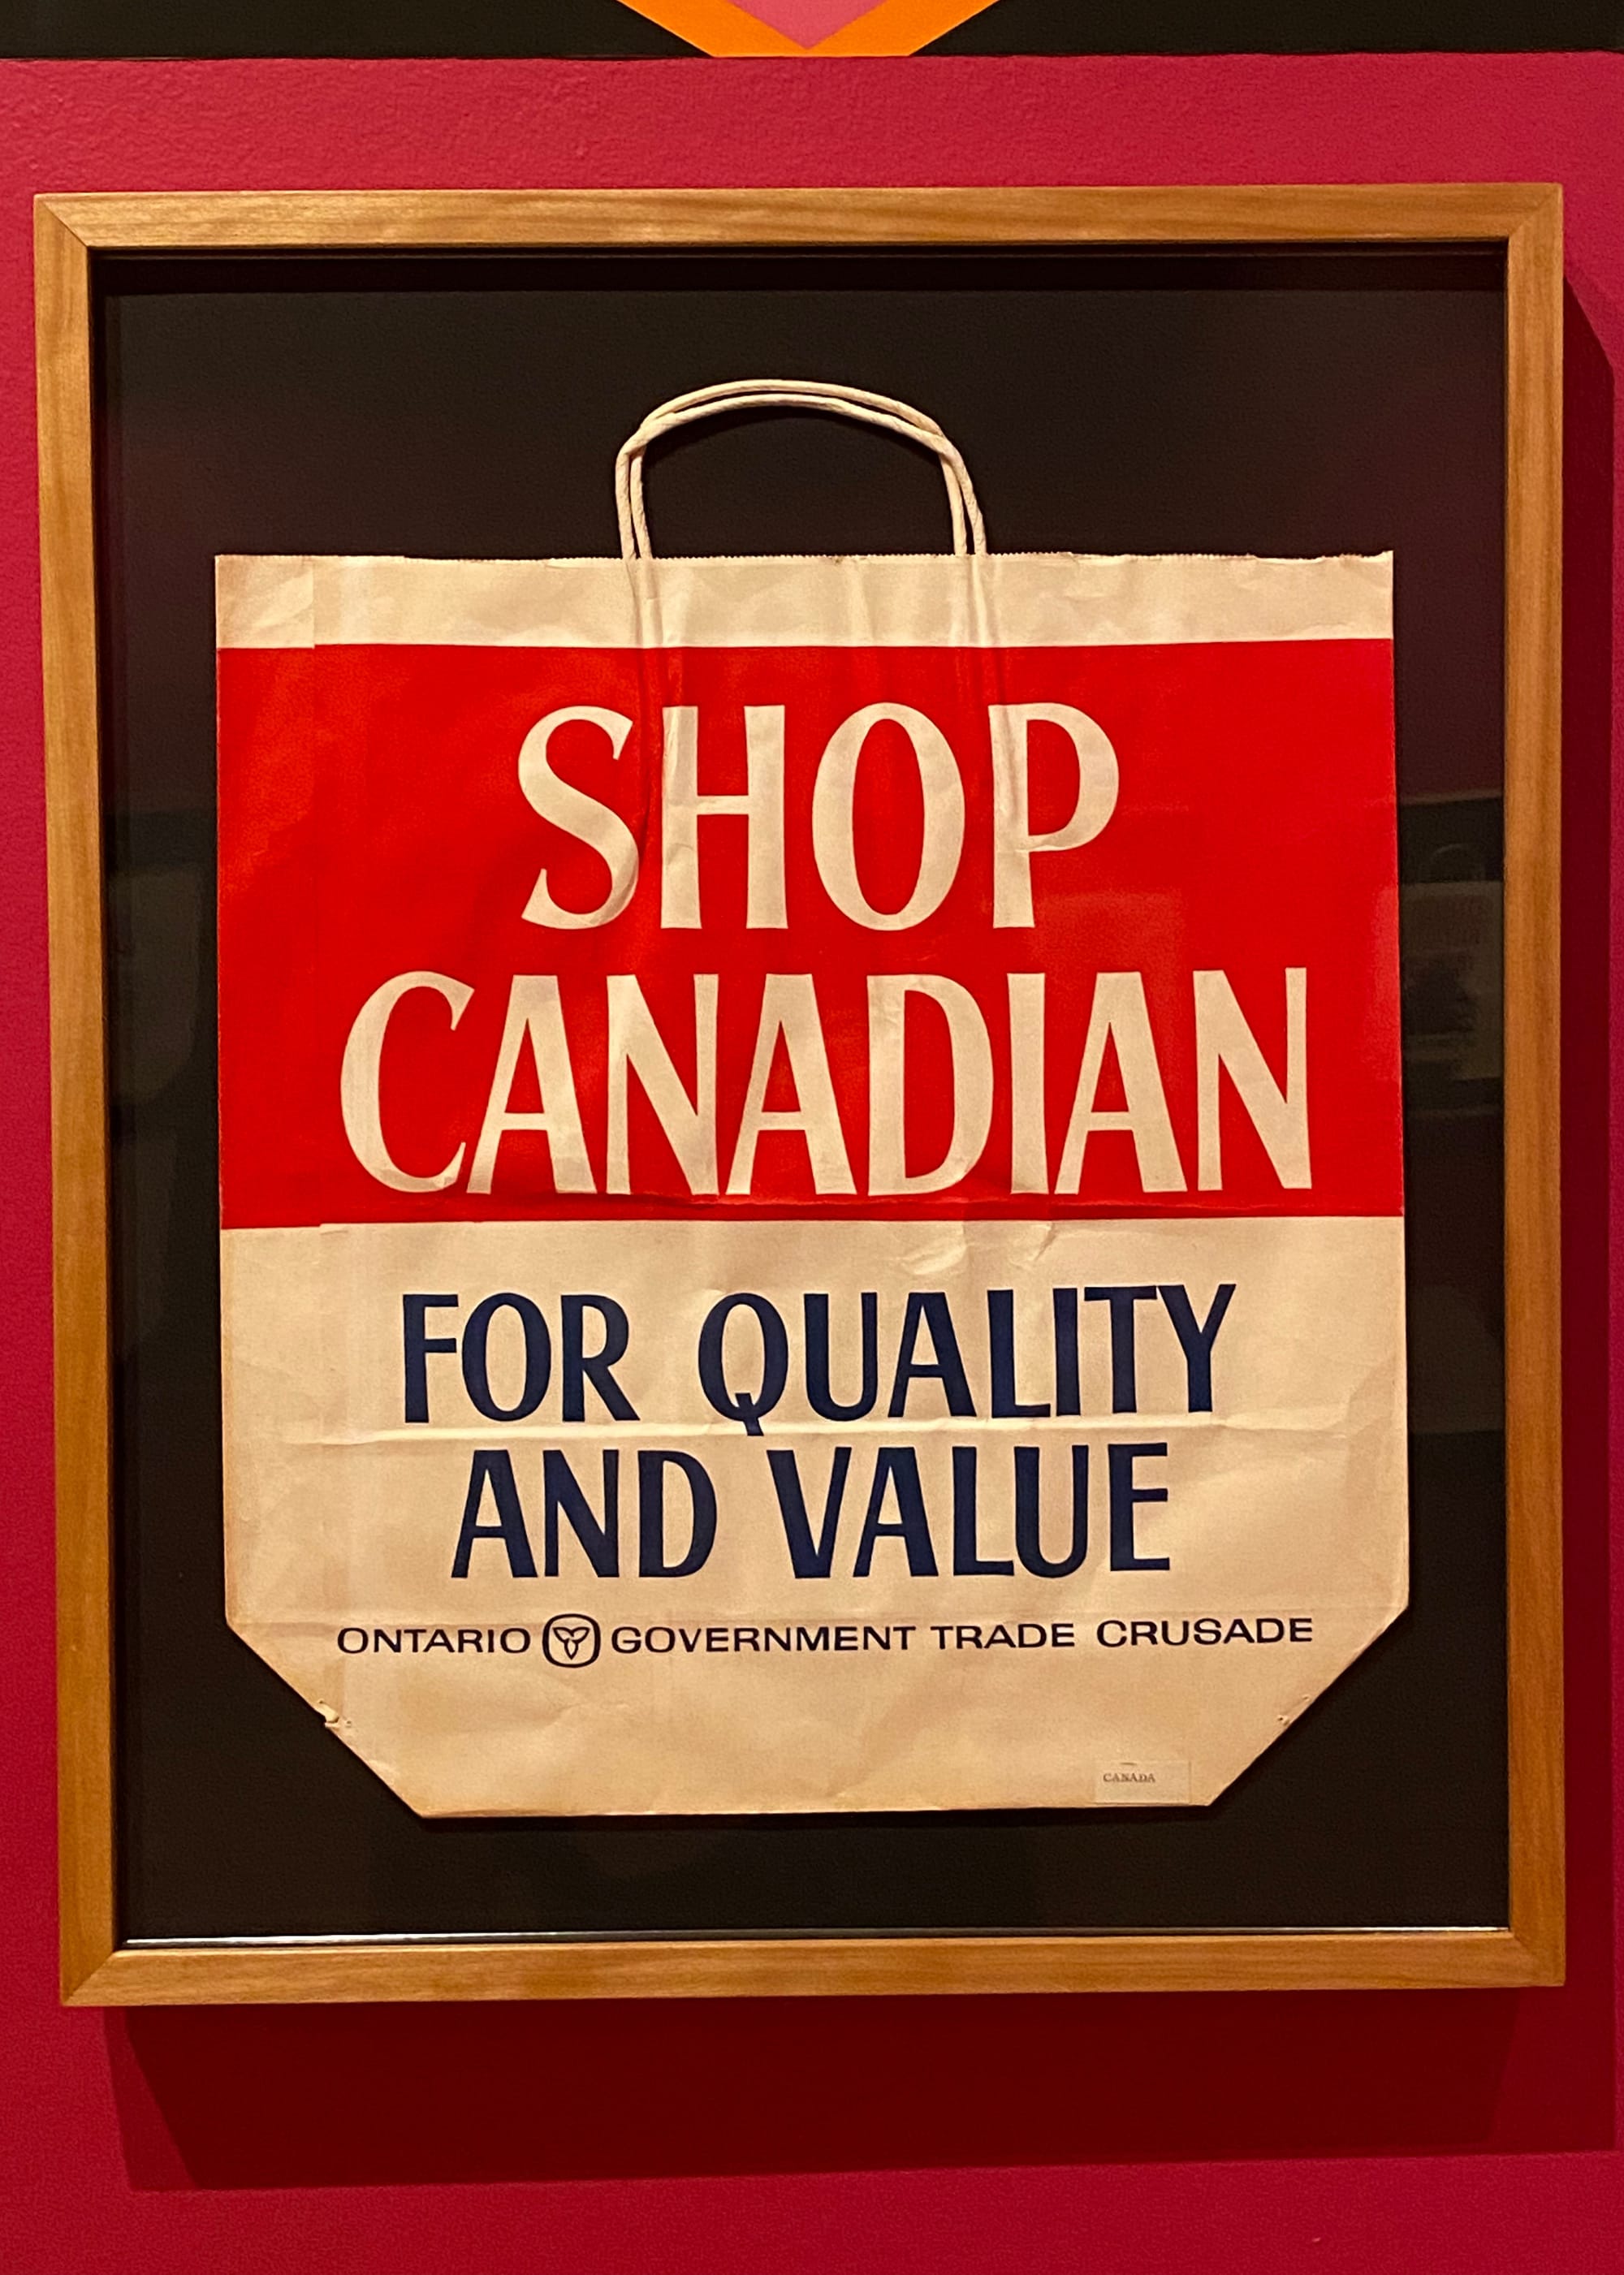 SHOP
CANADIAN
FOR QUALITY
AND VALUE
ONTARIO GOVERNMENT TRADE CRUSADE
CANADA